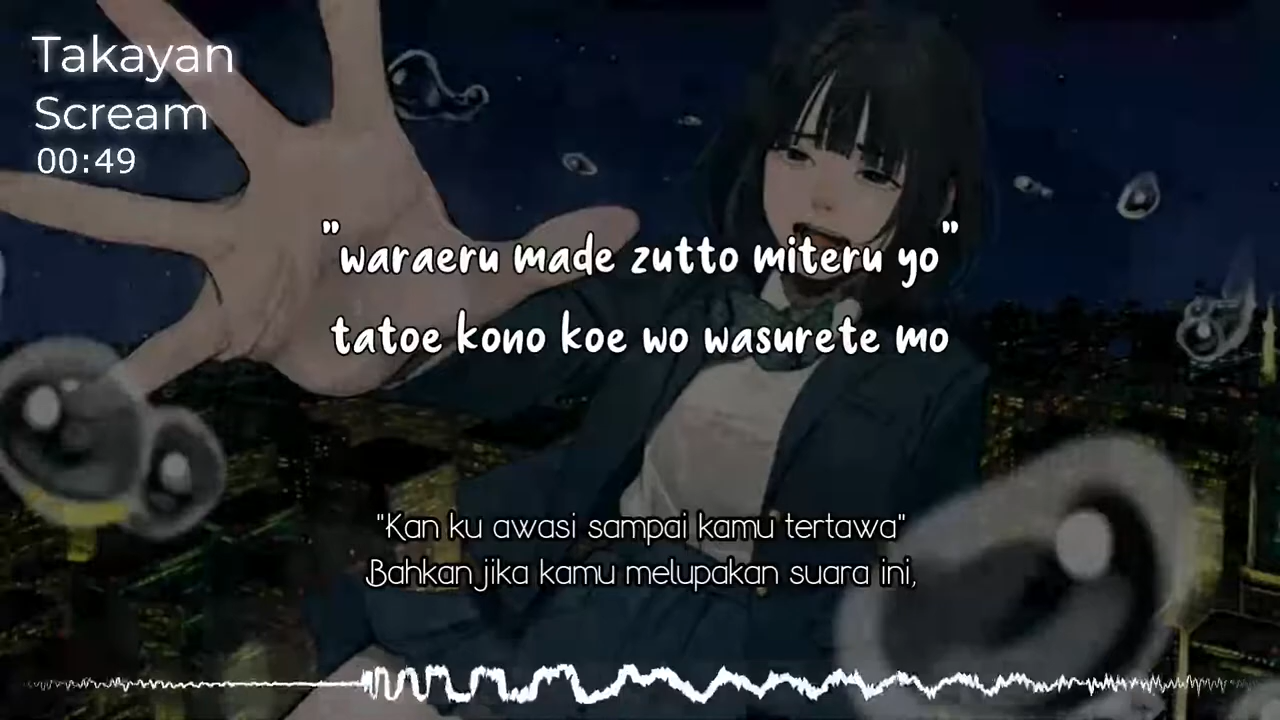 Takayan
Scream
00:49
"waraeru made zutto miteru yo"
tatoe kono koe wo wasurete mo
"Kan ku awasi sampai kamu tertawa"
Bahkan jika kamu melupakan suara ini,